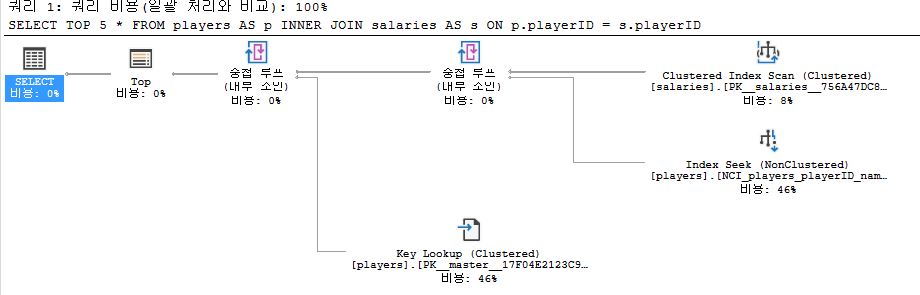 쿼리 1: 쿼리 비용(일괄 처리와 비교): 100%
SELECT TOP 5 * FROM players AS p INNER JOIN salaries AS s ON p.playerID = s.playerID
SELECT
비용: 0%
Top
비용: 0%
중첩 루프
(내부 조인)
비용: 0%
중첩 루프
(내부 조인)
비용: 0%
Clustered Index Scan (Clustered)
[salaries].[PK__salaries__756A47DC8…
비용: 8%
Index Seek (NonClustered)
[players].[NCI_players_playerID_nam…
비용: 46%
Key Lookup (Clustered)
[players].[PK__master__17F04E2123C9…
비용: 46%